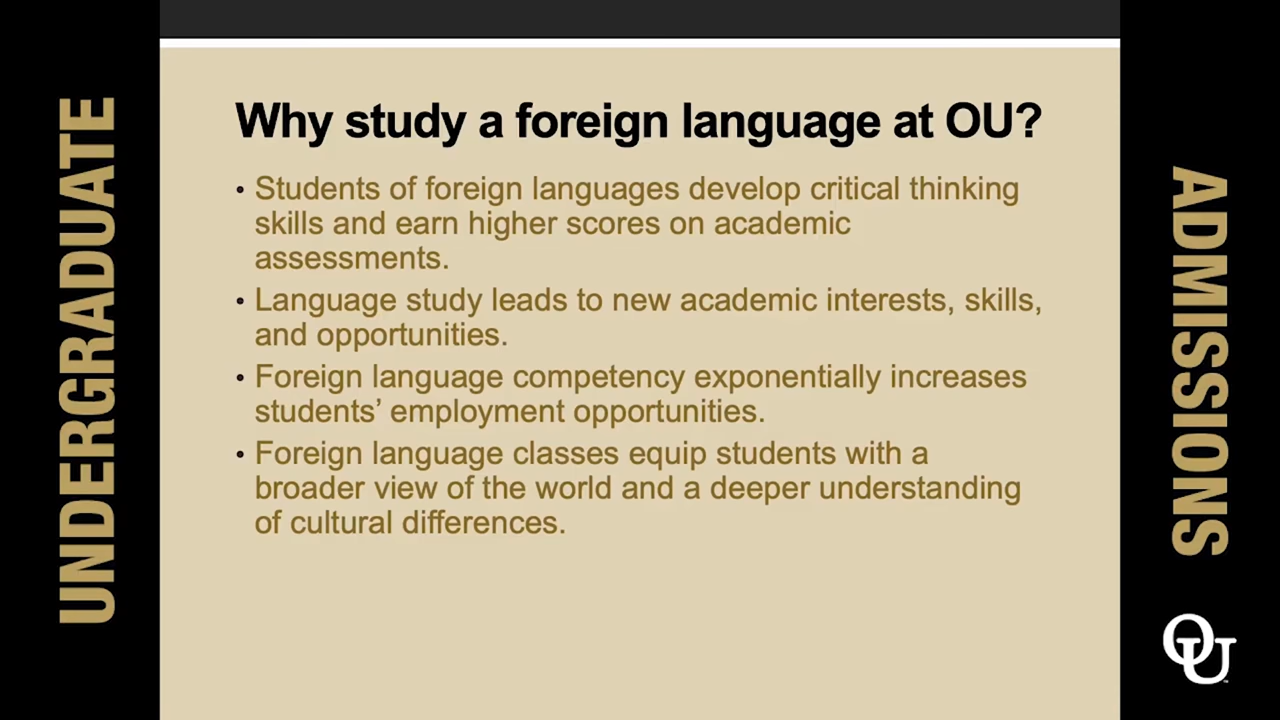 UNDERGRADUATE
Why study a foreign language at OU?
• Students of foreign languages develop critical thinking
skills and earn higher scores on academic
assessments.
• Language study leads to new academic interests, skills,
and opportunities.
• Foreign language competency exponentially increases
students’ employment opportunities.
• Foreign language classes equip students with a
broader view of the world and a deeper understanding
of cultural differences.
ADMISSIONS
OU